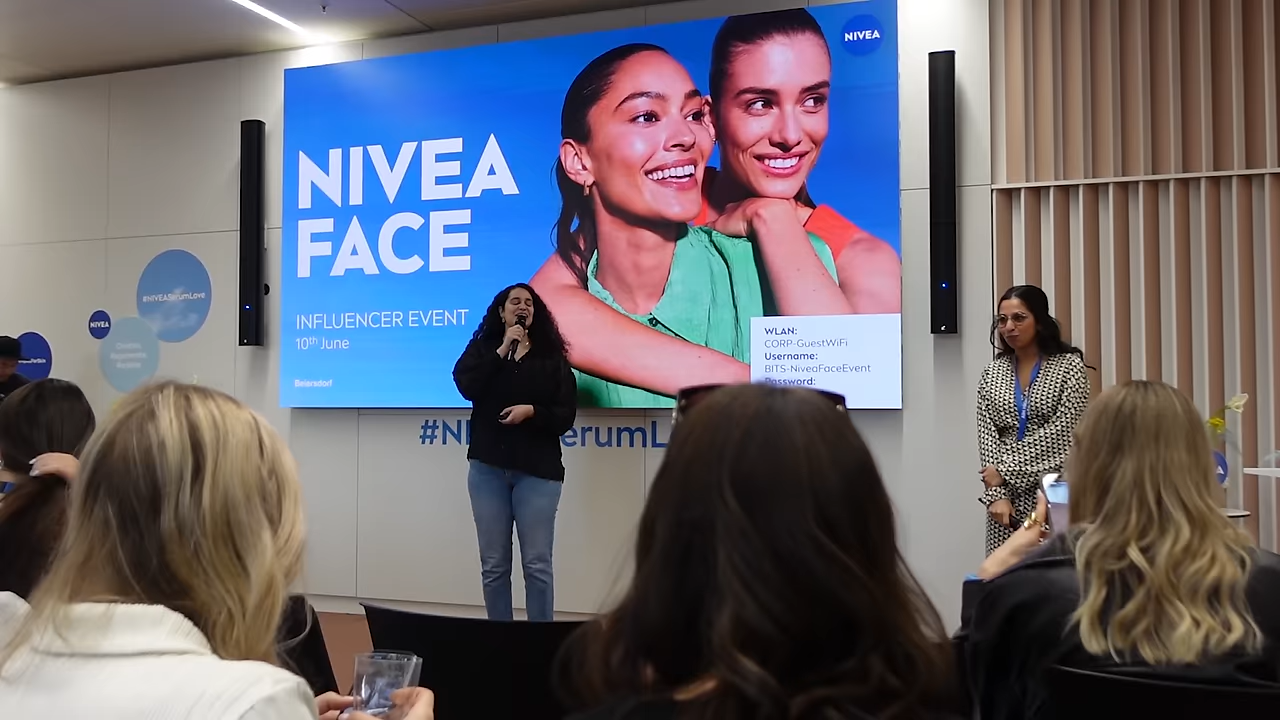 NIVEA
NIVEA
FACE
INFLUENCER EVENT
10th June
Beiersdorf
WLAN:
CORP-GuestWiFi
Username:
BITS-NiveaFaceEvent
Password:
#NIVEASerumLove
NIVEA